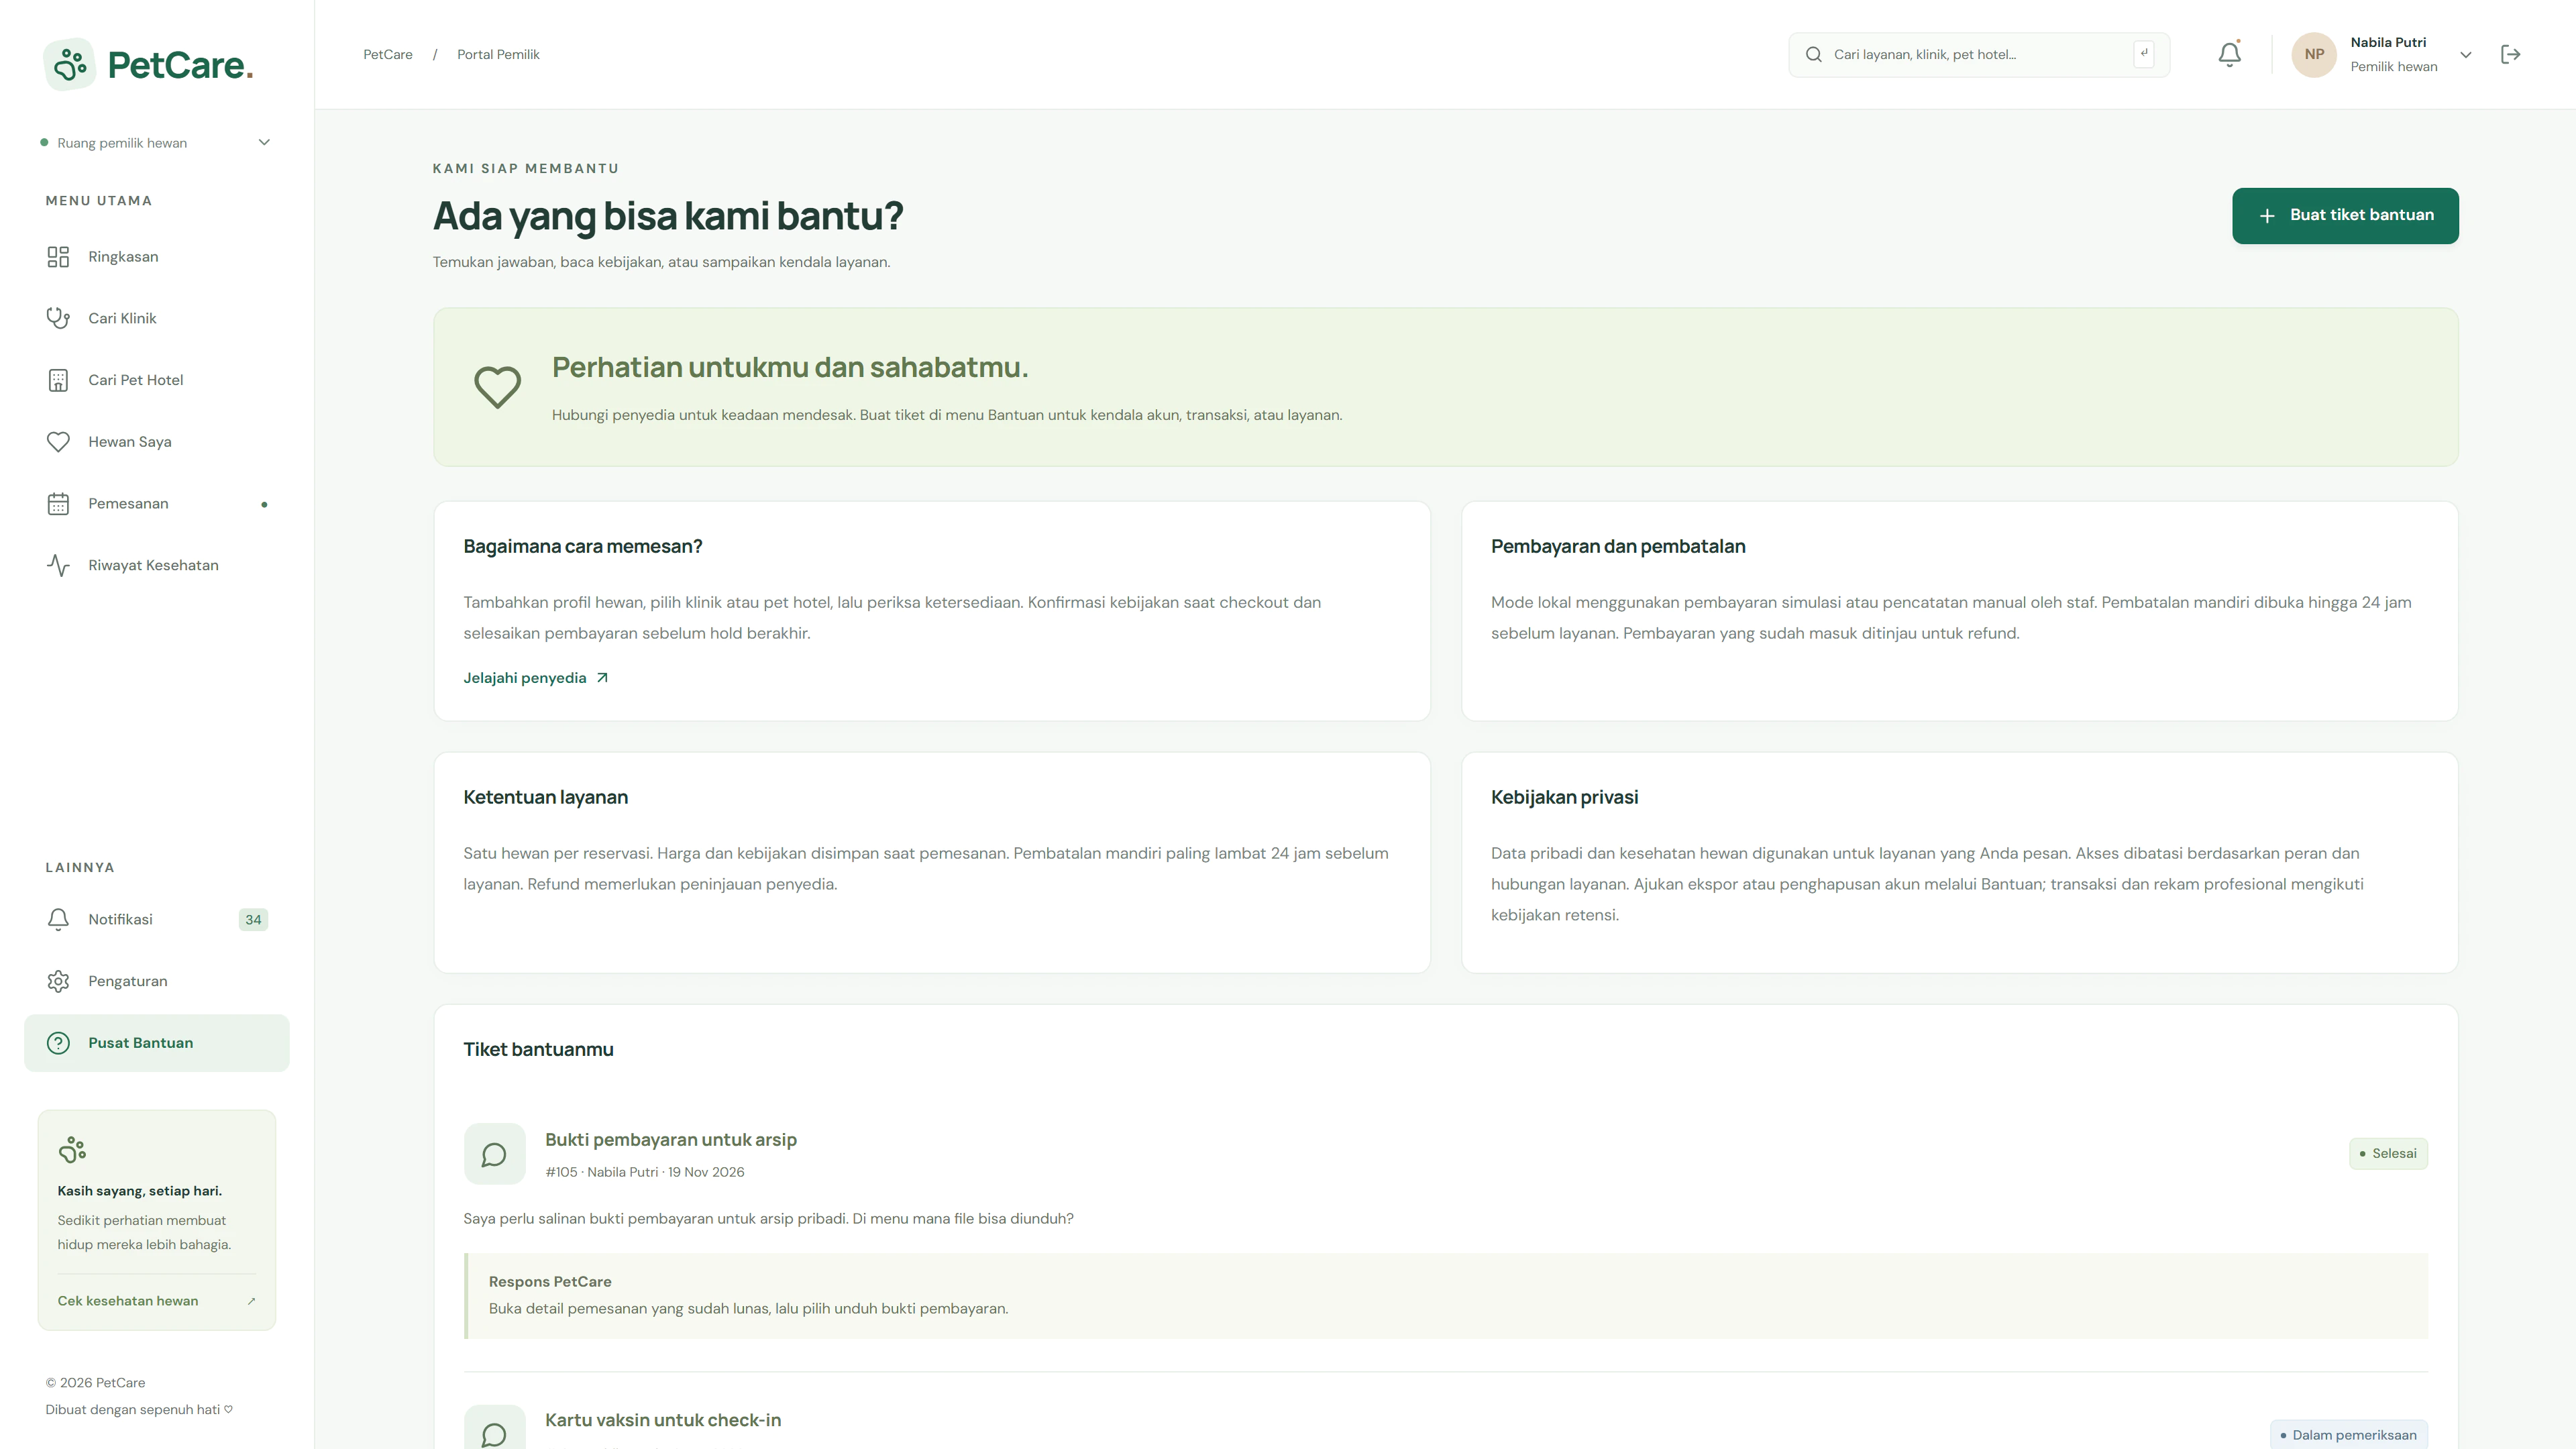 PetCare.
Ruang pemilik hewan
MENU UTAMA
Ringkasan
Cari Klinik
Cari Pet Hotel
Hewan Saya
Pemesanan
Riwayat Kesehatan
LAINNYA
Notifikasi 34
Pengaturan
Pusat Bantuan
Kasih sayang, setiap hari.
Sedikit perhatian membuat
hidup mereka lebih bahagia.
Cek kesehatan hewan ↗
© 2026 PetCare
Dibuat dengan sepenuh hati ♡
PetCare / Portal Pemilik
Cari layanan, klinik, pet hotel... ↵
NP
Nabila Putri
Pemilik hewan
KAMI SIAP MEMBANTU
Ada yang bisa kami bantu?
Temukan jawaban, baca kebijakan, atau sampaikan kendala layanan.
Buat tiket bantuan
Perhatian untukmu dan sahabatmu.
Hubungi penyedia untuk keadaan mendesak. Buat tiket di menu Bantuan untuk kendala akun, transaksi, atau layanan.
Bagaimana cara memesan?
Tambahkan profil hewan, pilih klinik atau pet hotel, lalu periksa ketersediaan. Konfirmasi kebijakan saat checkout dan
selesaikan pembayaran sebelum hold berakhir.
Jelajahi penyedia
Pembayaran dan pembatalan
Mode lokal menggunakan pembayaran simulasi atau pencatatan manual oleh staf. Pembatalan mandiri dibuka hingga 24 jam
sebelum layanan. Pembayaran yang sudah masuk ditinjau untuk refund.
Ketentuan layanan
Satu hewan per reservasi. Harga dan kebijakan disimpan saat pemesanan. Pembatalan mandiri paling lambat 24 jam sebelum
layanan. Refund memerlukan peninjauan penyedia.
Kebijakan privasi
Data pribadi dan kesehatan hewan digunakan untuk layanan yang Anda pesan. Akses dibatasi berdasarkan peran dan
hubungan layanan. Ajukan ekspor atau penghapusan akun melalui Bantuan; transaksi dan rekam profesional mengikuti
kebijakan retensi.
Tiket bantuanmu
Bukti pembayaran untuk arsip
#105 · Nabila Putri · 19 Nov 2026
Selesai
Saya perlu salinan bukti pembayaran untuk arsip pribadi. Di menu mana file bisa diunduh?
Respons PetCare
Buka detail pemesanan yang sudah lunas, lalu pilih unduh bukti pembayaran.
Kartu vaksin untuk check-in
Dalam pemeriksaan